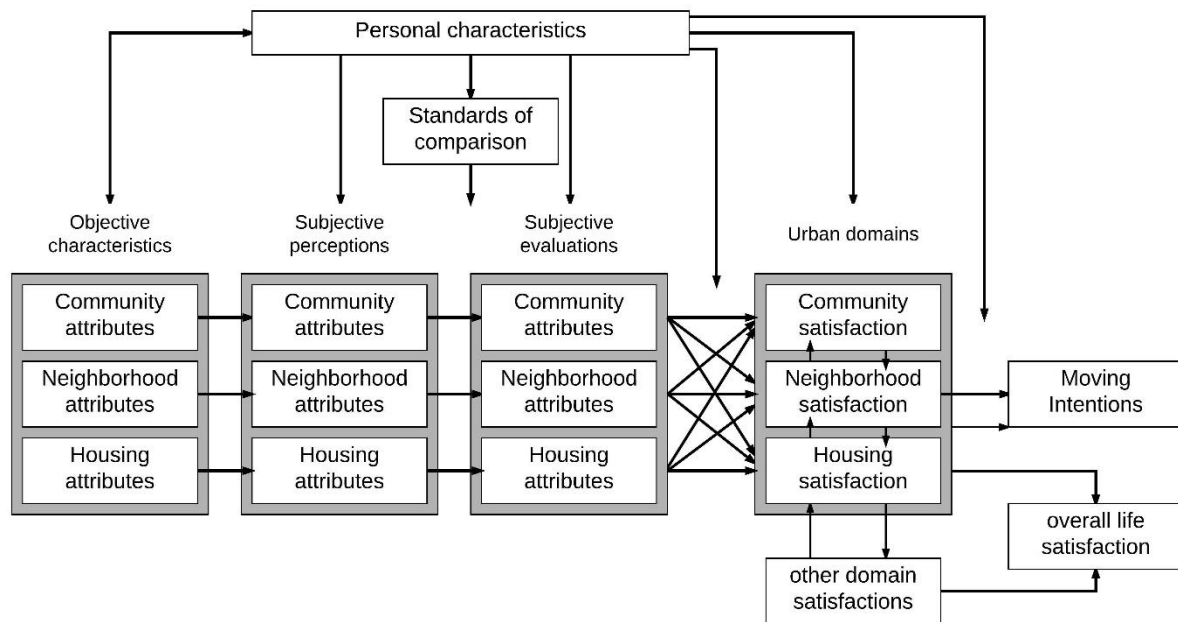 Personal characteristics
Standards of
comparison
Objective
characteristics
Subjective
perceptions
Subjective
evaluations
Urban domains
Community
attributes
Community
attributes
Community
attributes
Community
satisfaction
Neighborhood
attributes
Neighborhood
attributes
Neighborhood
attributes
Neighborhood
satisfaction
Moving
Intentions
Housing
attributes
Housing
attributes
Housing
attributes
Housing
satisfaction
overall life
satisfaction
other domain
satisfactions